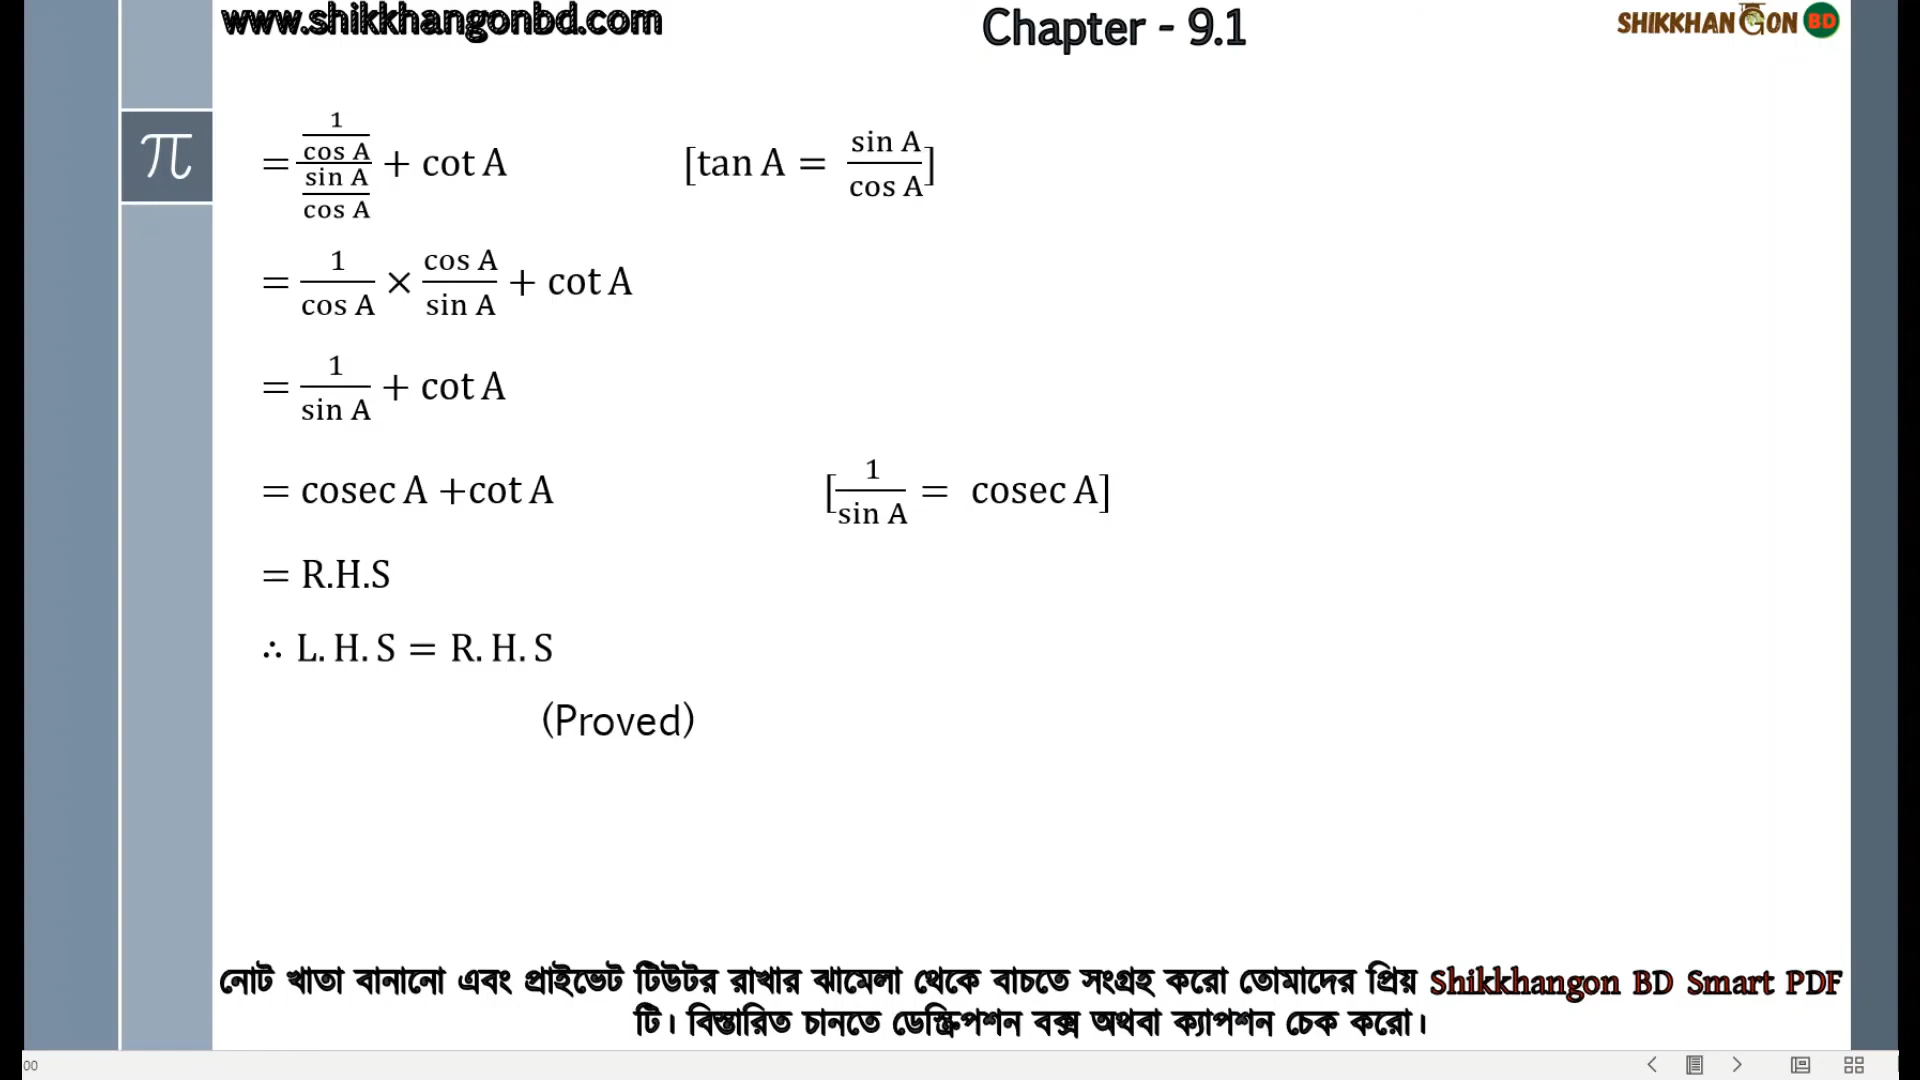 www.shikkhangonbd.com Chapter - 9.1 SHIKKHANGON BD
π
= (1/cos A)/(sin A/cos A) + cot A [tan A = sin A/cos A]
= 1/cos A × cos A/sin A + cot A
= 1/sin A + cot A
= cosec A +cot A [1/sin A = cosec A]
= R.H.S
∴ L. H. S = R. H. S
(Proved)
নোট খাতা বানানো এবং প্রাইভেট টিউটর রাখার ঝামেলা থেকে বাচতে সংগ্রহ করো তোমাদের প্রিয় Shikkhangon BD Smart PDF
টি। বিস্তারিত চানতে ডেস্ক্রিপশন বক্স অথবা ক্যাপশন চেক করো।
00